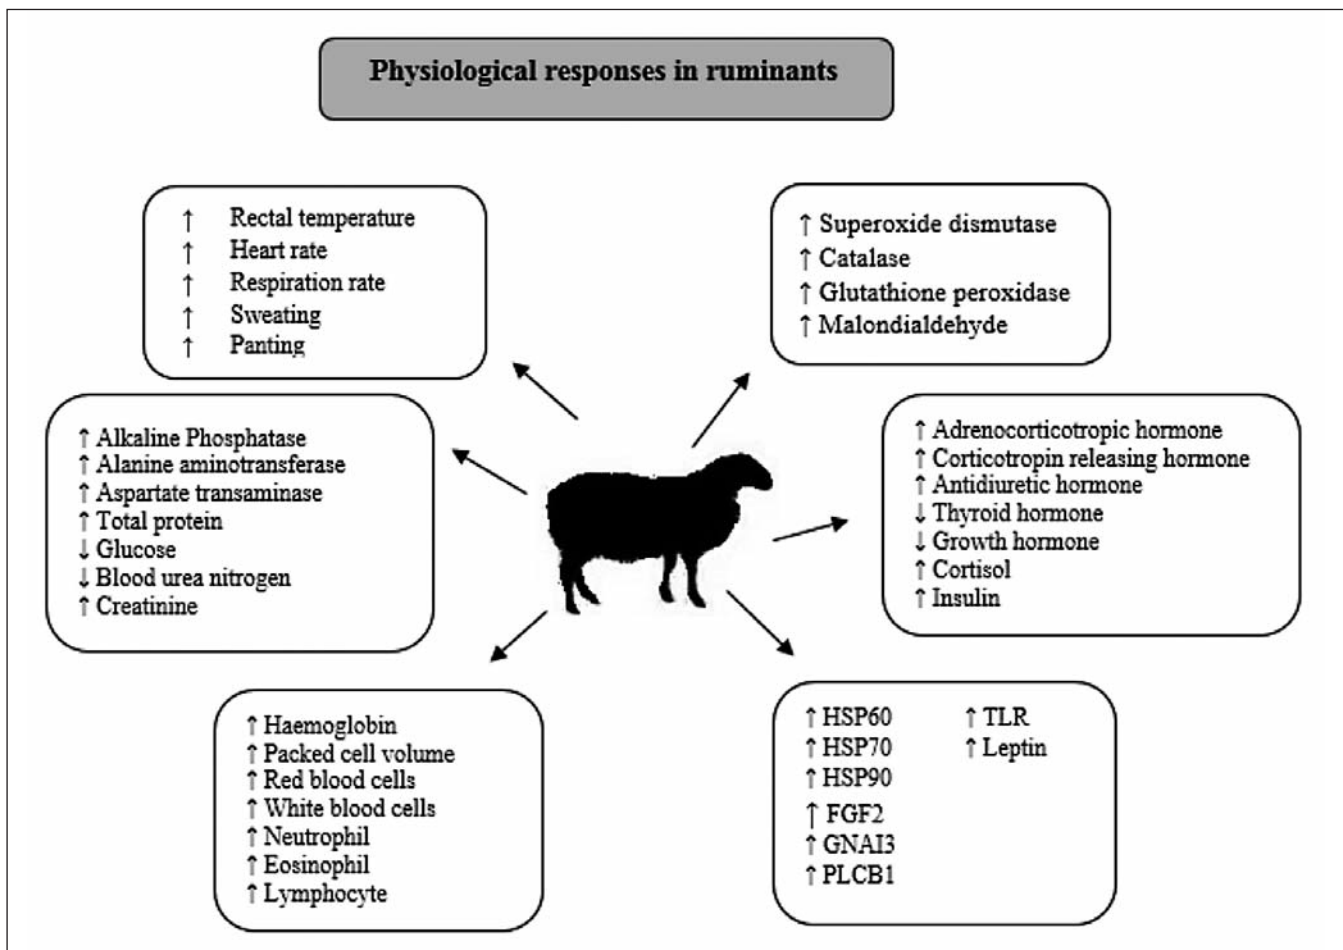 Physiological responses in ruminants
↑ Rectal temperature
↑ Heart rate
↑ Respiration rate
↑ Sweating
↑ Panting
↑ Superoxide dismutase
↑ Catalase
↑ Glutathione peroxidase
↑ Malondialdehyde
↑ Alkaline Phosphatase
↑ Alanine aminotransferase
↑ Aspartate transaminase
↑ Total protein
↓ Glucose
↓ Blood urea nitrogen
↑ Creatinine
↑ Adrenocorticotropic hormone
↑ Corticotropin releasing hormone
↑ Antidiuretic hormone
↓ Thyroid hormone
↓ Growth hormone
↑ Cortisol
↑ Insulin
↑ Haemoglobin
↑ Packed cell volume
↑ Red blood cells
↑ White blood cells
↑ Neutrophil
↑ Eosinophil
↑ Lymphocyte
↑ HSP60
↑ HSP70
↑ HSP90
↑ FGF2
↑ GNAI3
↑ PLCB1
↑ TLR
↑ Leptin